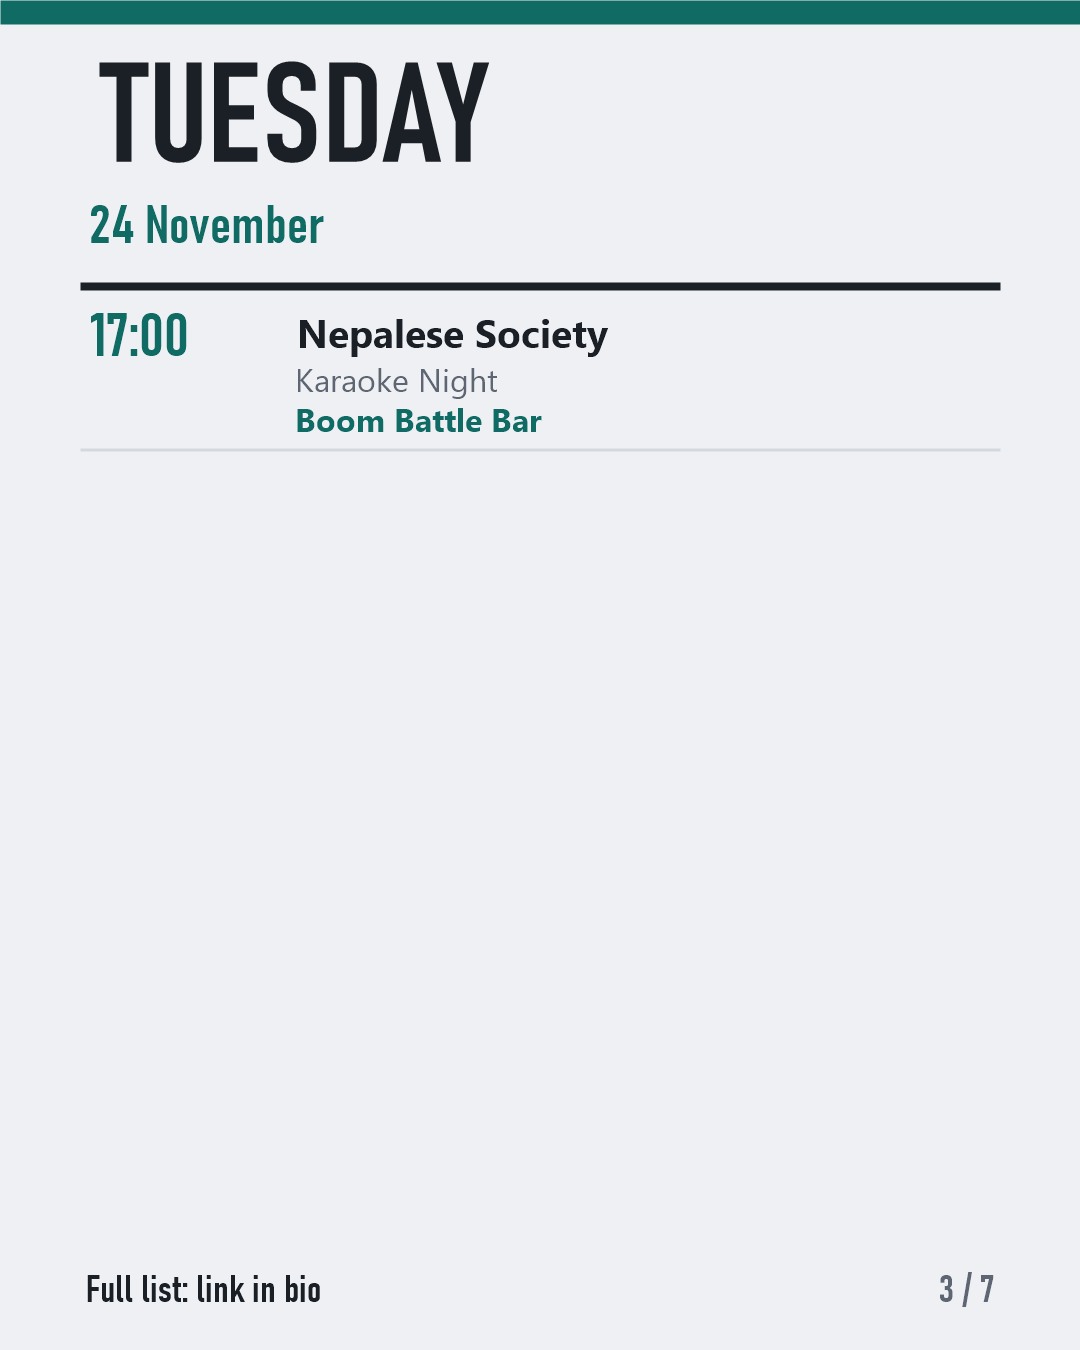 TUESDAY
24 November
17:00
Nepalese Society
Karaoke Night
Boom Battle Bar
Full list: link in bio
3 / 7